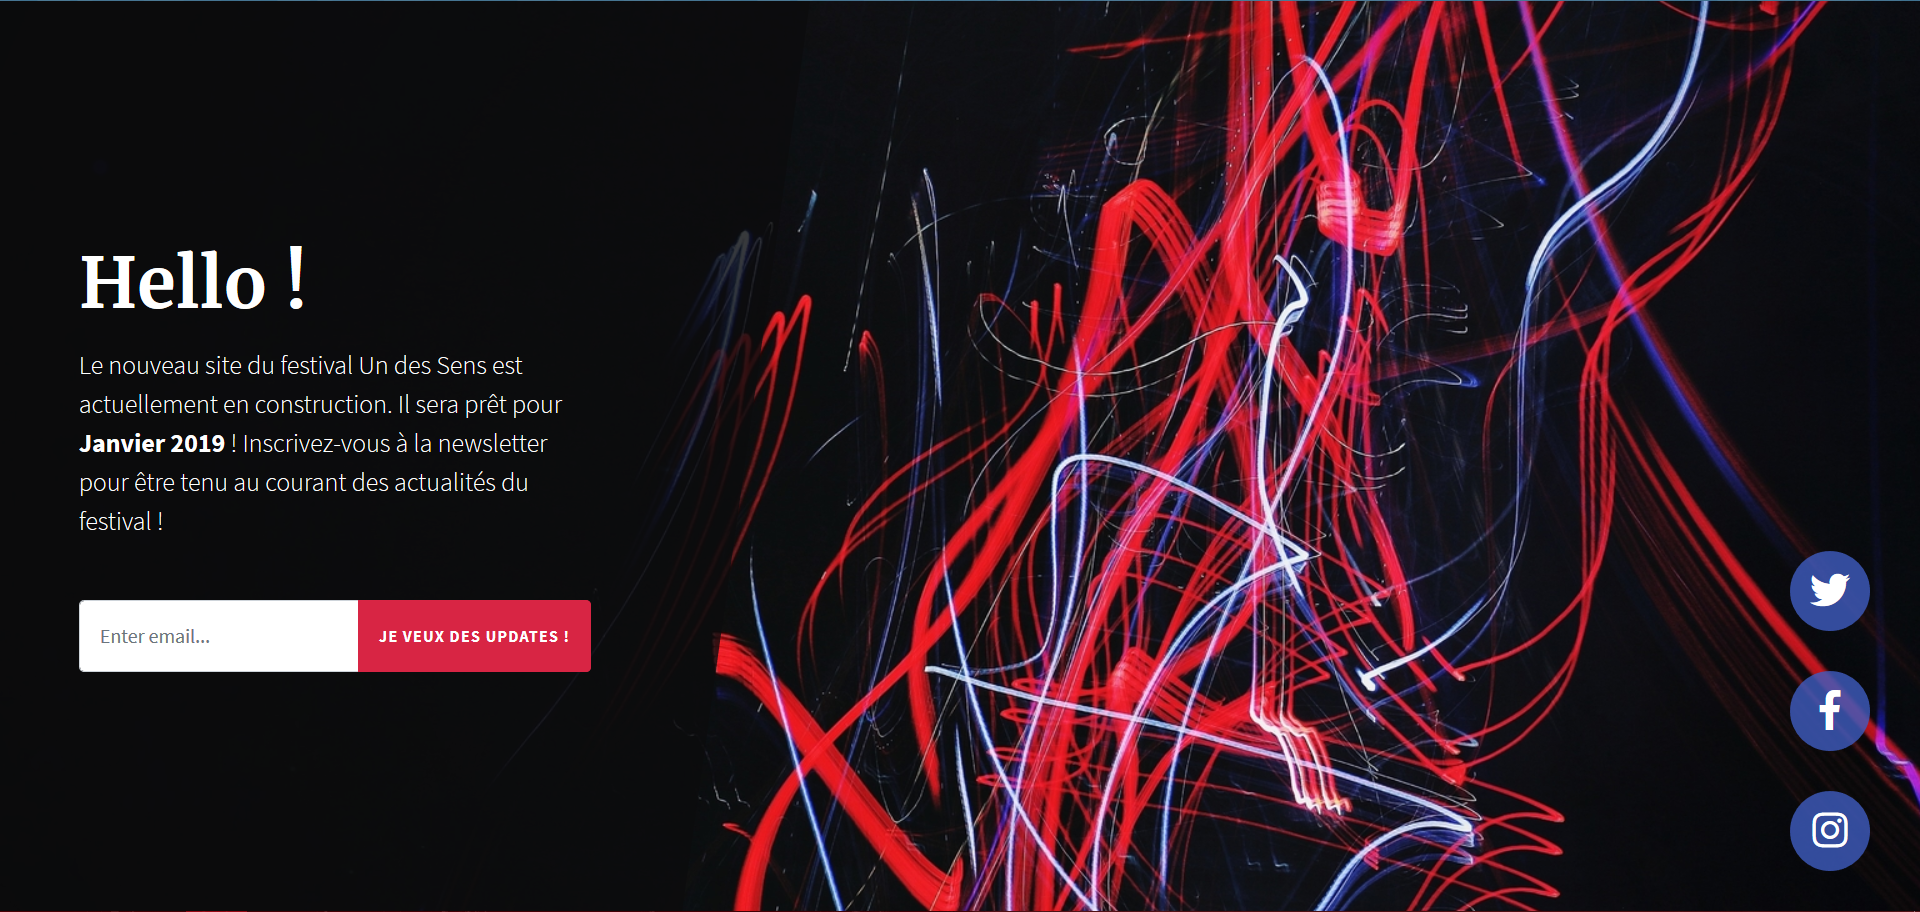 Hello !
Le nouveau site du festival Un des Sens est
actuellement en construction. Il sera prêt pour
Janvier 2019 ! Inscrivez-vous à la newsletter
pour être tenu au courant des actualités du
festival !
Enter email...
JE VEUX DES UPDATES !